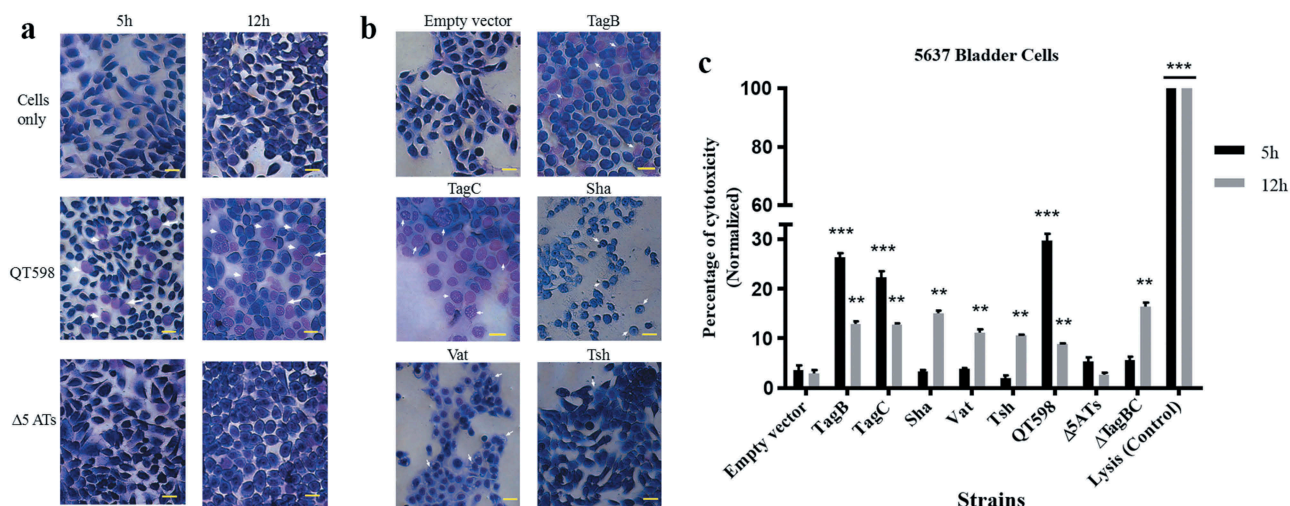 a
5h
12h
Cells
only
QT598
Δ5 ATs
b
Empty vector
TagB
TagC
Sha
Vat
Tsh
c
5637 Bladder Cells
Percentage of cytotoxicity
(Normalized)
100
80
60
30
20
10
0
***
**
***
**
**
**
**
***
**
**
***
5h
12h
Empty vector
TagB
TagC
Sha
Vat
Tsh
QT598
Δ5ATs
ΔTagBC
Lysis (Control)
Strains